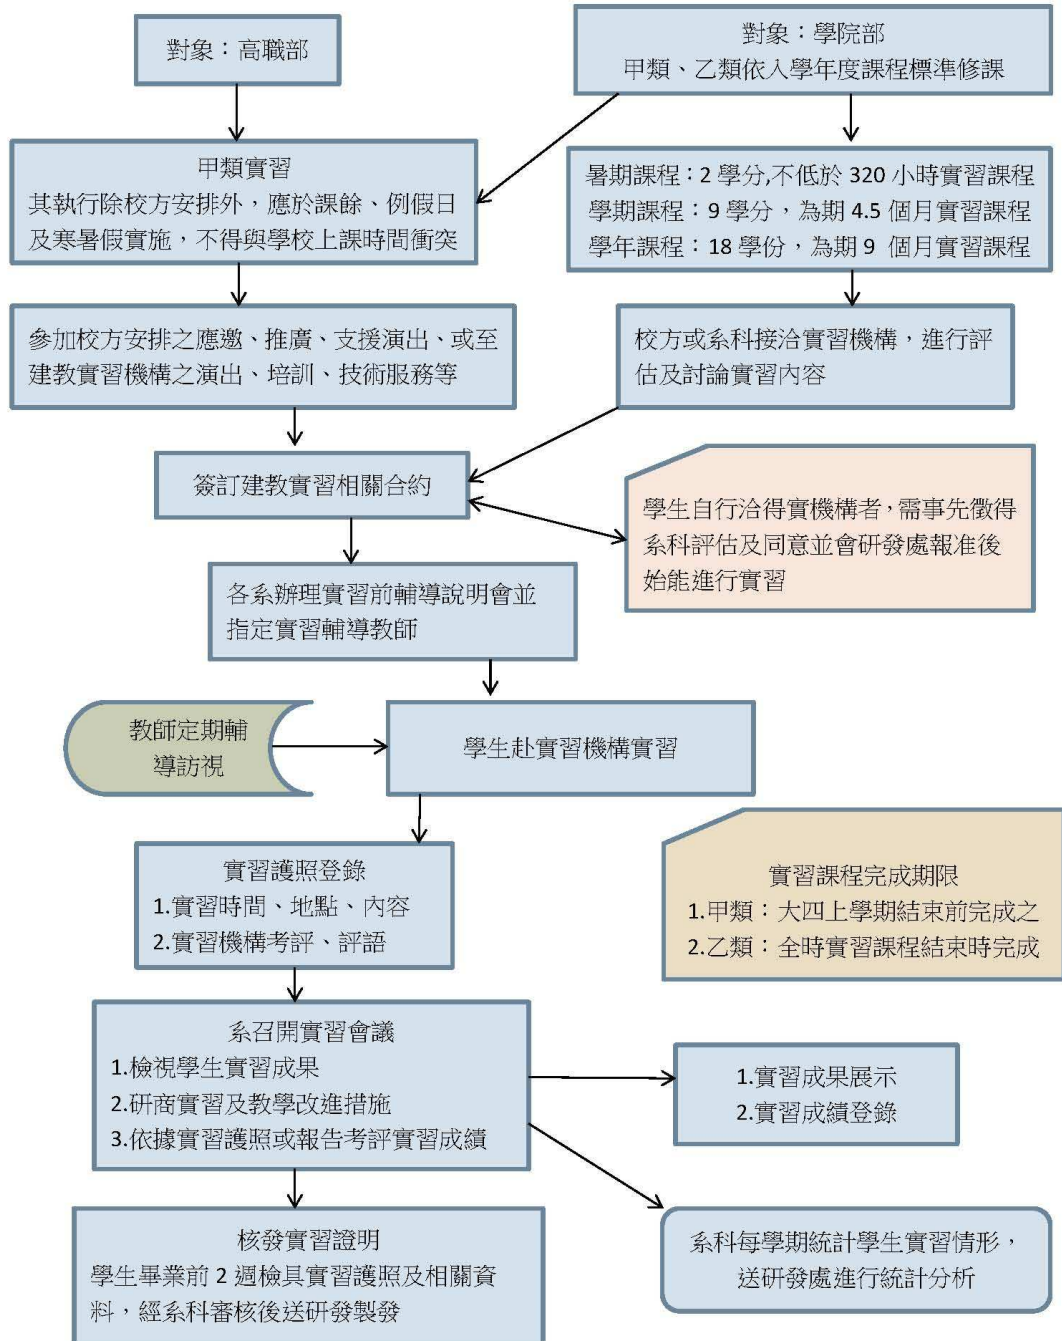 對象：高職部
對象：學院部
甲類、乙類依入學年度課程標準修課
甲類實習
其執行除校方安排外，應於課餘、例假日
及寒暑假實施，不得與學校上課時間衝突
暑期課程：2 學分,不低於 320 小時實習課程
學期課程：9 學分，為期 4.5 個月實習課程
學年課程：18 學份，為期 9 個月實習課程
參加校方安排之應邀、推廣、支援演出、或至
建教實習機構之演出、培訓、技術服務等
校方或系科接洽實習機構，進行評
估及討論實習內容
簽訂建教實習相關合約
學生自行洽得實機構者，需事先徵得
系科評估及同意並會研發處報准後
始能進行實習
各系辦理實習前輔導說明會並
指定實習輔導教師
教師定期輔
導訪視
學生赴實習機構實習
實習護照登錄
1.實習時間、地點、內容
2.實習機構考評、評語
實習課程完成期限
1.甲類：大四上學期結束前完成之
2.乙類：全時實習課程結束時完成
系召開實習會議
1.檢視學生實習成果
2.研商實習及教學改進措施
3.依據實習護照或報告考評實習成績
1.實習成果展示
2.實習成績登錄
核發實習證明
學生畢業前 2 週檢具實習護照及相關資
料，經系科審核後送研發製發
系科每學期統計學生實習情形，
送研發處進行統計分析